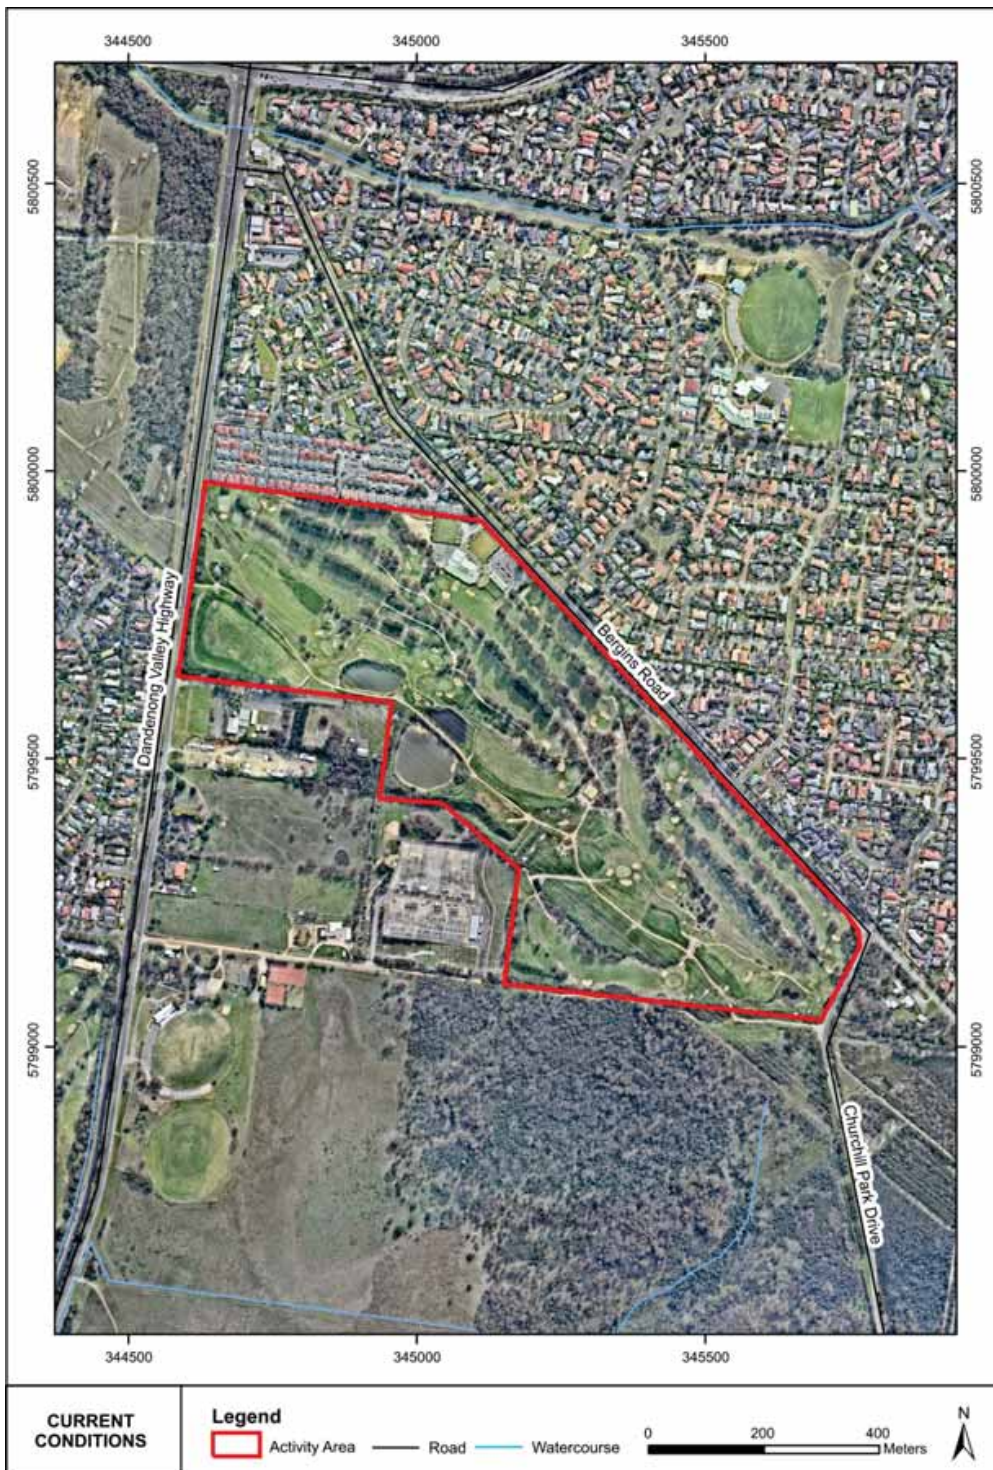 344500 345000 345500
5800500 5800500
5800000 5800000
Dandenong Valley Highway
Bergins Road
5799500 5799500
5799000 5799000
Churchill Park Drive
344500 345000 345500
CURRENT
CONDITIONS
Legend
Activity Area Road Watercourse
0 200 400
Meters
N